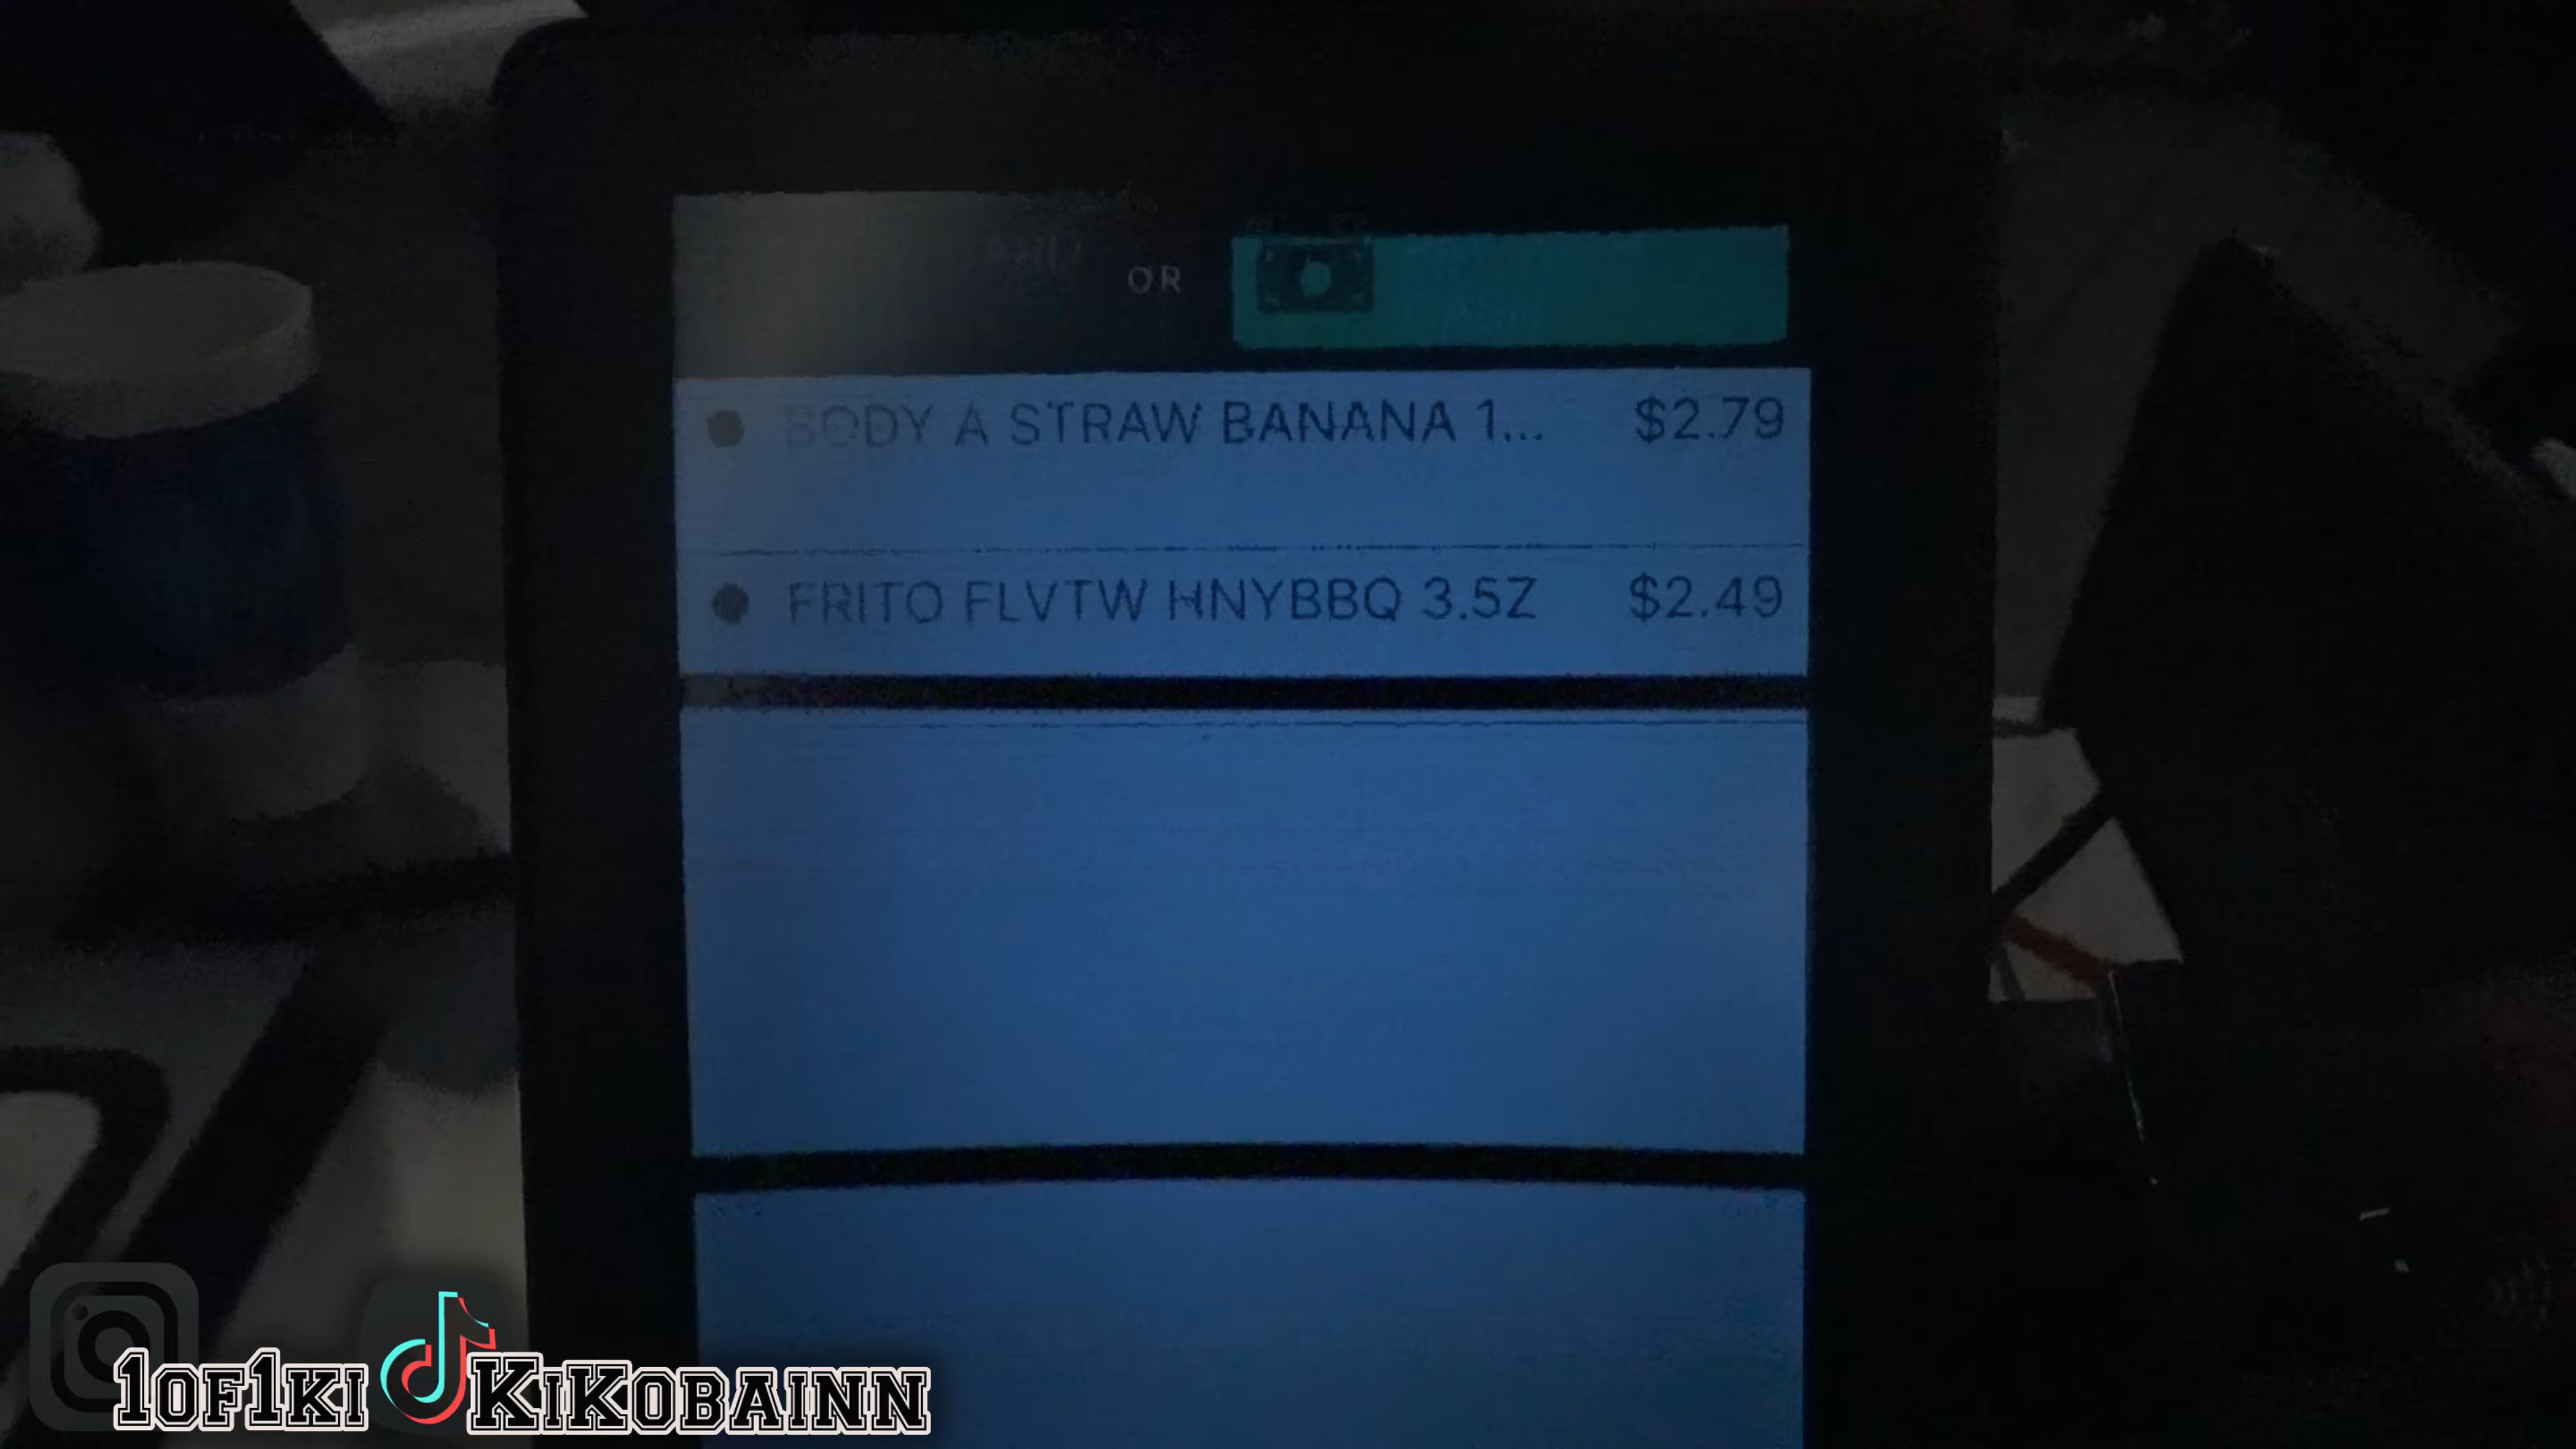 OR
BODY A STRAW BANANA 1... $2.79
FRITO FLVTW HNYBBQ 3.5Z $2.49
1of1ki KiKobainn